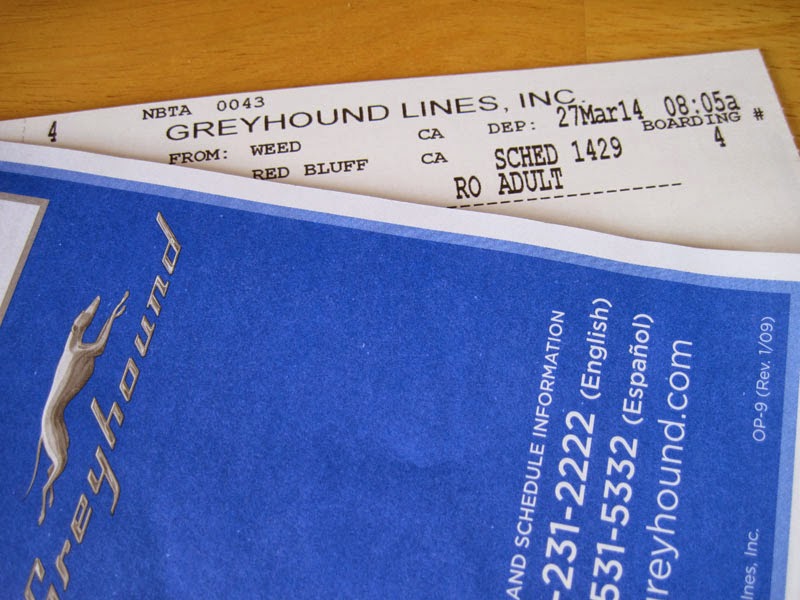 NBTA 0043
GREYHOUND LINES, INC.
4
FROM: WEED CA DEP: 27Mar14 08:05a
RED BLUFF CA SCHED 1429 BOARDING #
4
RO ADULT
Greyhound
AND SCHEDULE INFORMATION
-231-2222 (English)
531-5332 (Español)
greyhound.com
OP-9 (Rev. 1/09)
Inc.